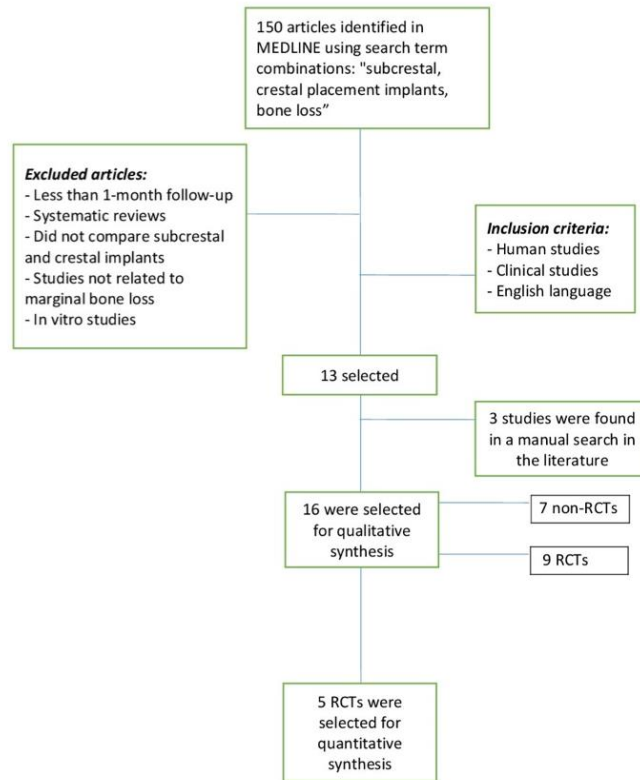 150 articles identified in
MEDLINE using search term
combinations: "subcrestal,
crestal placement implants,
bone loss”
Excluded articles:
- Less than 1-month follow-up
- Systematic reviews
- Did not compare subcrestal
and crestal implants
- Studies not related to
marginal bone loss
- In vitro studies
Inclusion criteria:
- Human studies
- Clinical studies
- English language
13 selected
3 studies were found
in a manual search in
the literature
16 were selected
for qualitative
synthesis
7 non-RCTs
9 RCTs
5 RCTs were
selected for
quantitative
synthesis